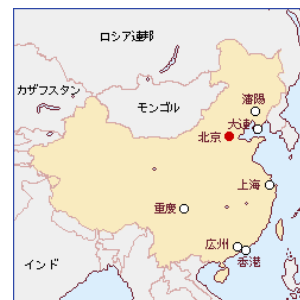 ロシア連邦
カザフスタン
モンゴル
瀋陽
大連
北京
上海
重慶
広州
香港
インド